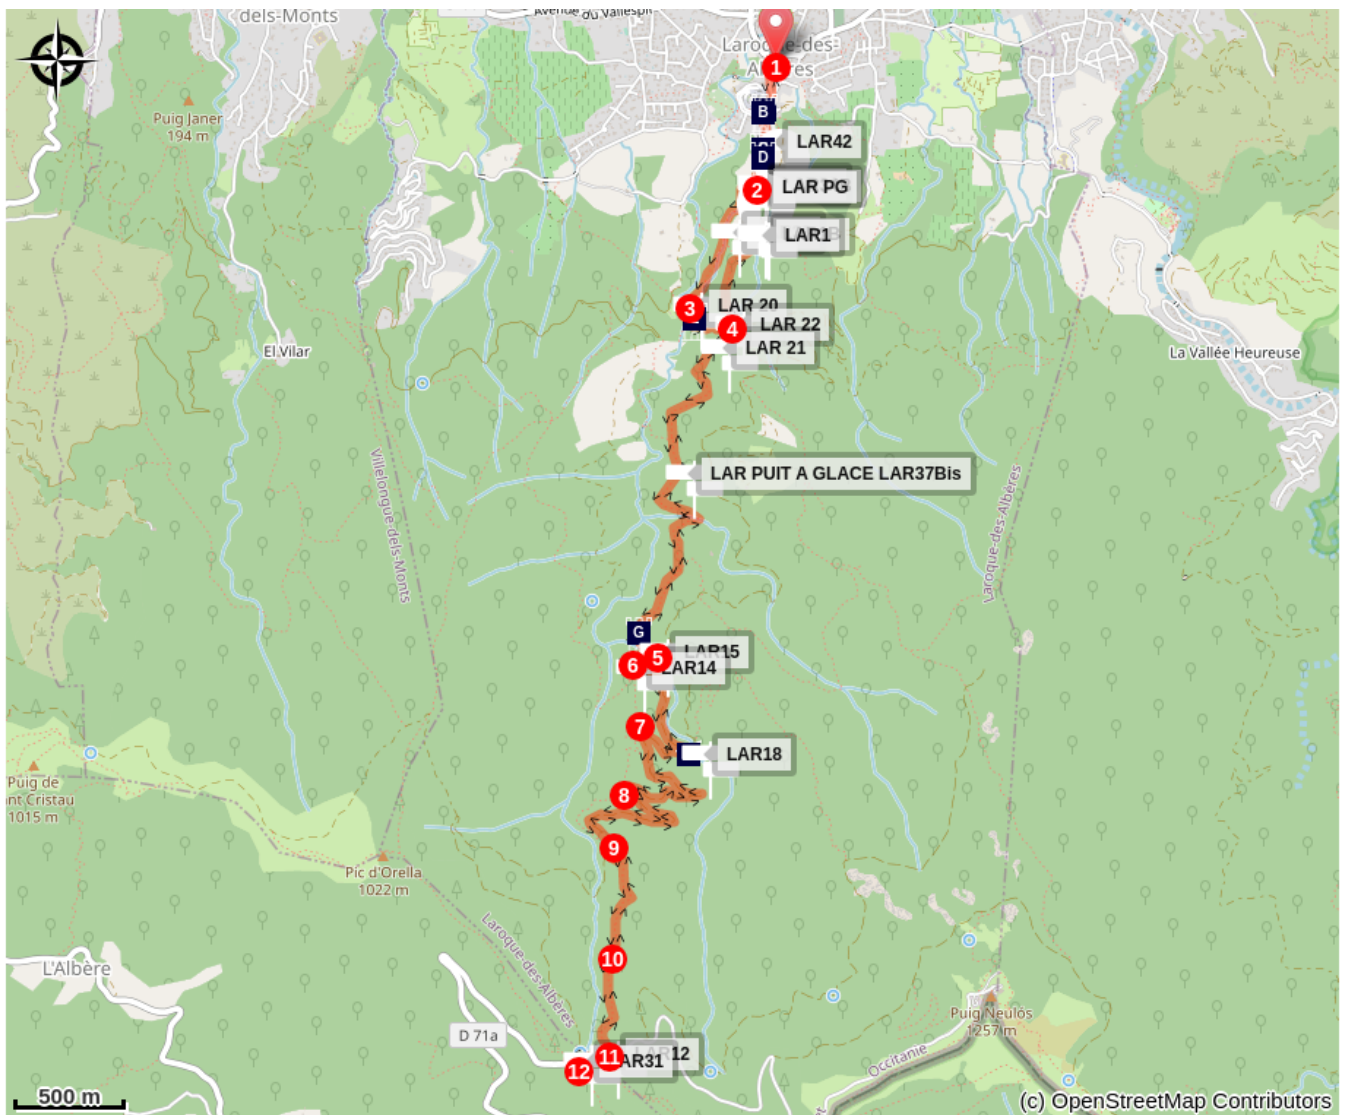 dels-Monts
Avenue du Vallespir
Laroque-des-
Albères
1
B
Puig Janer
194 m
LAR42
D
2
LAR PG
LAR1
3
LAR 20
4
LAR 22
LAR 21
El Vilar
La Vallée Heureuse
Villelongue-dels-Monts
Laroque-des-Albères
LAR PUIT A GLACE LAR37Bis
G
5
LAR15
6
LAR14
7
LAR18
8
Puig de
nt Cristau
1015 m
9
Pic d'Orella
1022 m
Laroque-des-Albères
10
L'Albère
D 71a
Puig Neulós
1257 m
Occitanie
11
12
AR31
12
500 m
(c) OpenStreetMap Contributors